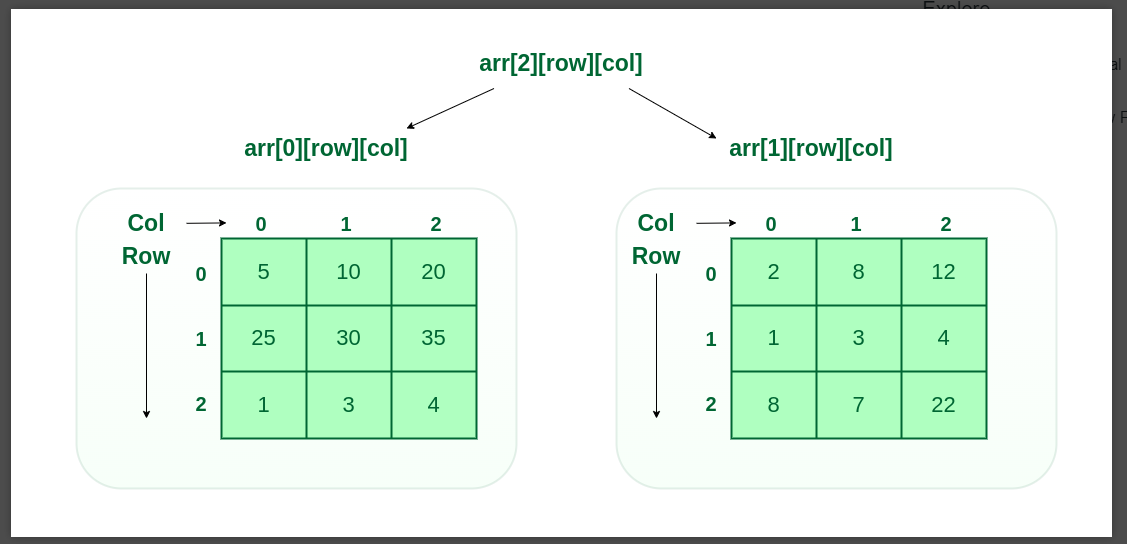 Explore
arr[2][row][col]
al
w F
arr[0][row][col]
arr[1][row][col]
Col 0 1 2
Row
0 5 10 20
1 25 30 35
2 1 3 4
Col 0 1 2
Row
0 2 8 12
1 1 3 4
2 8 7 22